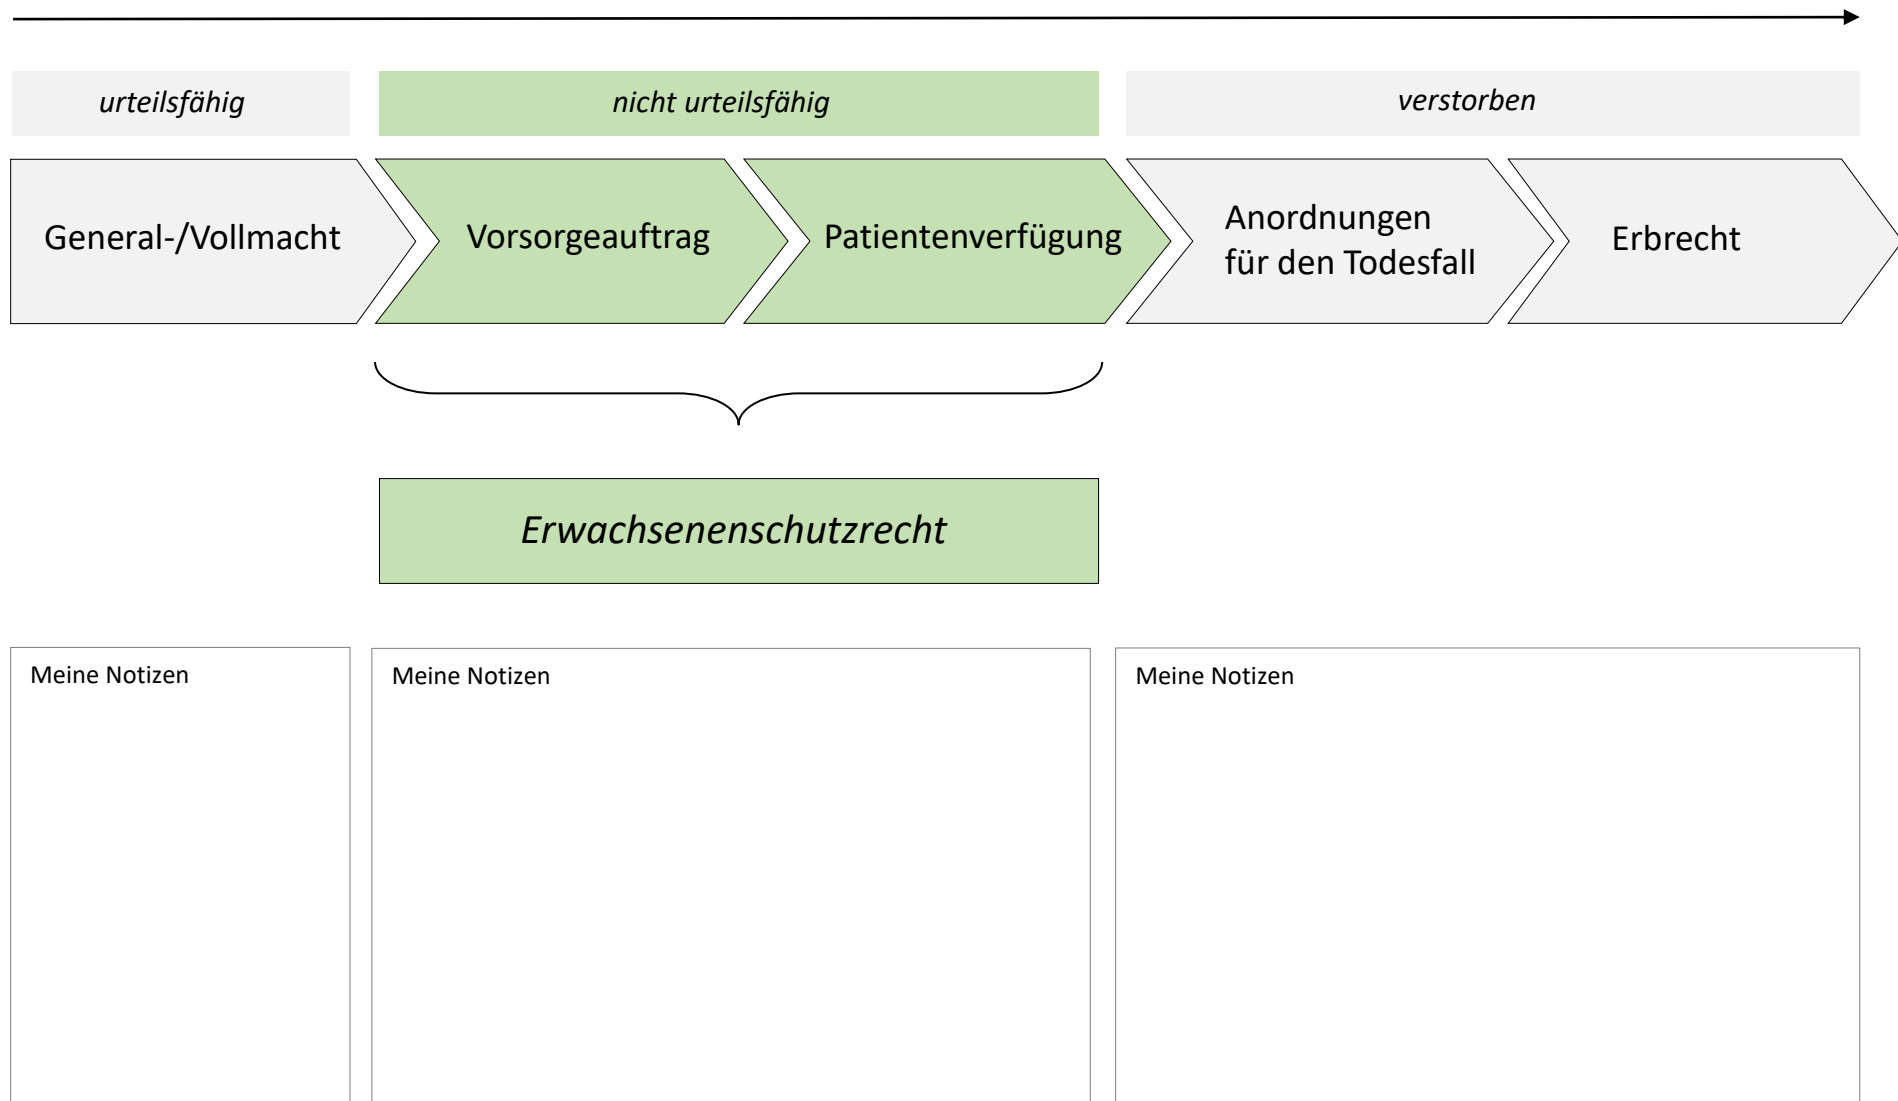 urteilsfähig
nicht urteilsfähig
verstorben
General-/Vollmacht
Vorsorgeauftrag
Patientenverfügung
Anordnungen
für den Todesfall
Erbrecht
Erwachsenenschutzrecht
Meine Notizen
Meine Notizen
Meine Notizen